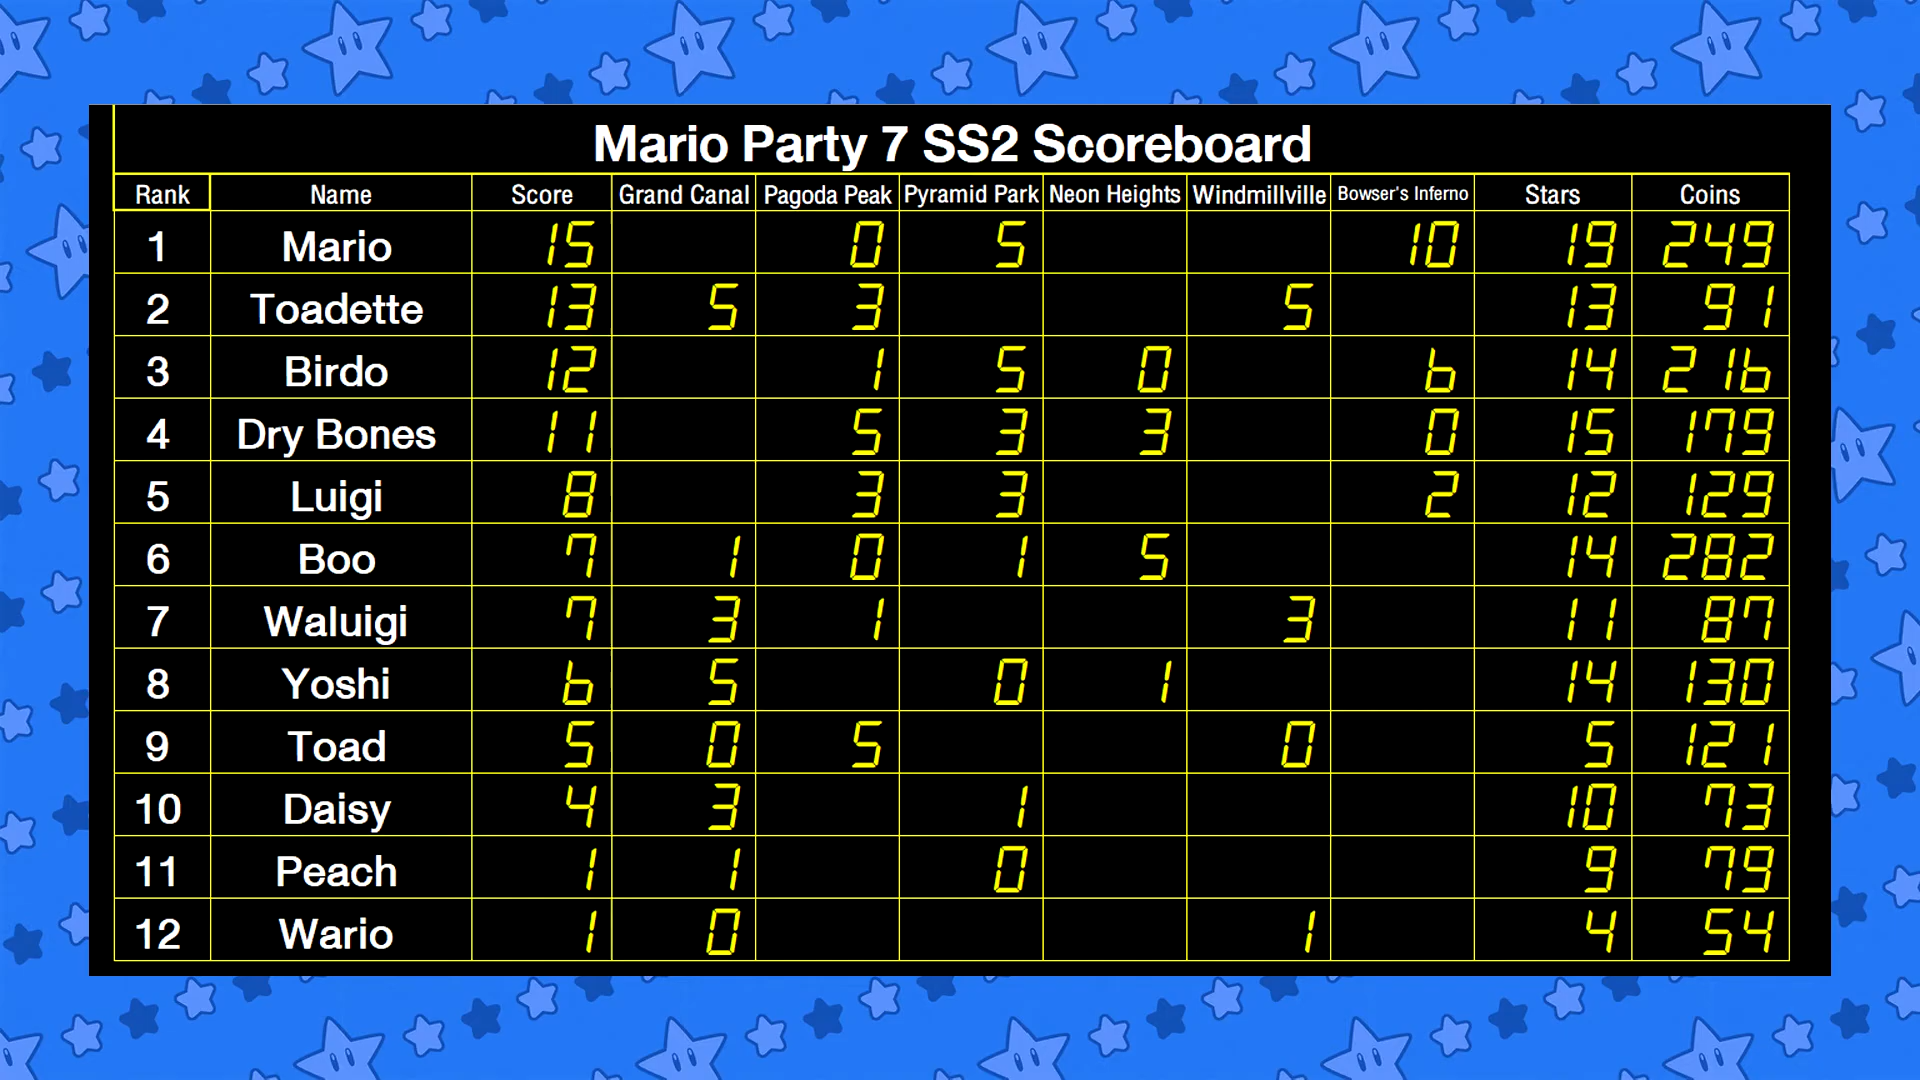 Mario Party 7 SS2 Scoreboard
Rank Name Score Grand Canal Pagoda Peak Pyramid Park Neon Heights Windmillville Bowser's Inferno Stars Coins
1 Mario 15 0 5 10 19 249
2 Toadette 13 5 3 5 13 91
3 Birdo 12 1 5 0 6 14 216
4 Dry Bones 11 5 3 3 0 15 179
5 Luigi 8 3 3 2 12 129
6 Boo 7 1 0 1 5 14 282
7 Waluigi 7 3 1 3 11 87
8 Yoshi 6 5 0 1 14 130
9 Toad 5 0 5 0 5 121
10 Daisy 4 3 1 10 73
11 Peach 1 1 0 9 79
12 Wario 1 0 1 4 54